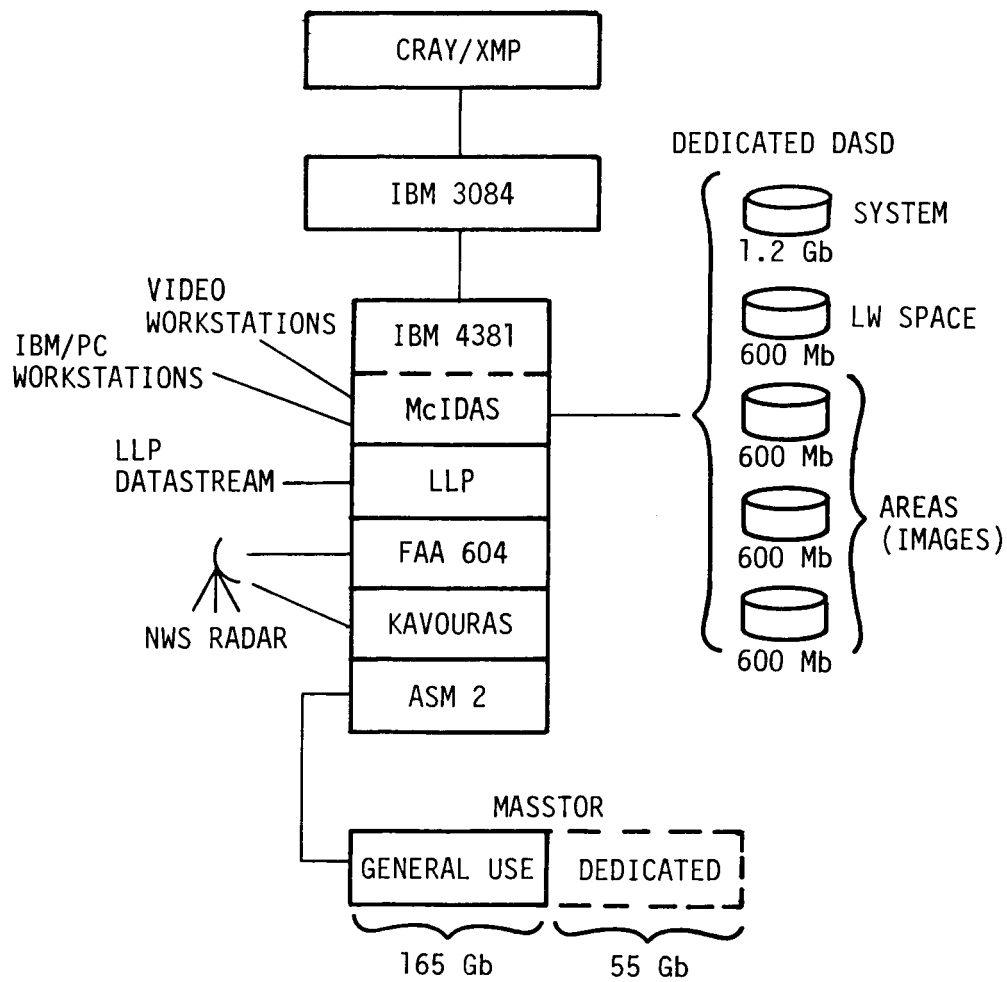 CRAY/XMP
IBM 3084
DEDICATED DASD
SYSTEM
1.2 Gb
LW SPACE
600 Mb
600 Mb
600 Mb
600 Mb
AREAS
(IMAGES)
VIDEO
WORKSTATIONS
IBM/PC
WORKSTATIONS
LLP
DATASTREAM
NWS RADAR
IBM 4381
McIDAS
LLP
FAA 604
KAVOURAS
ASM 2
MASSTOR
GENERAL USE
DEDICATED
165 Gb
55 Gb